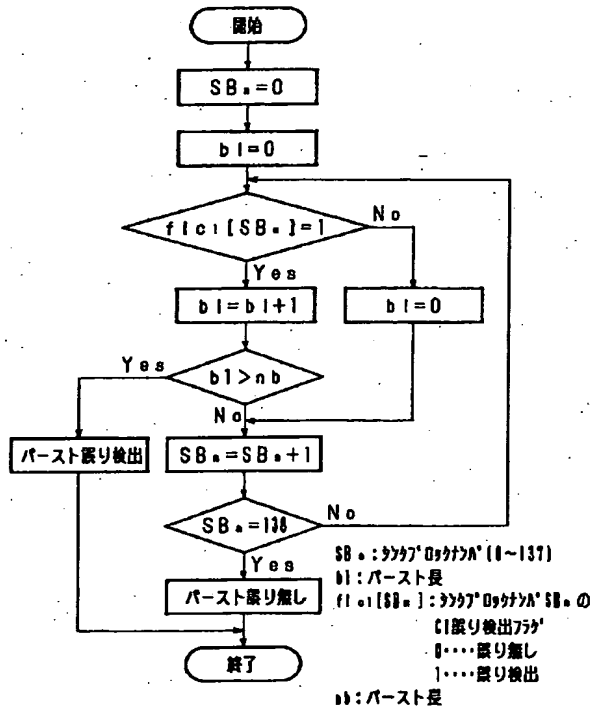 開始
SBn=0
bl=0
flc1[SBn]=1
No
Yes
bl=bl+1
bl=0
Yes
bl>nb
No
バースト誤り検出
SBn=SBn+1
No
SBn=138
Yes
バースト誤り無し
終了
SBn:シンクブロックナンバ(0~137)
bl:バースト長
flc1[SBn]:シンクブロックナンバSBnの
C1誤り検出フラグ
0····誤り無し
1····誤り検出
nb:バースト長